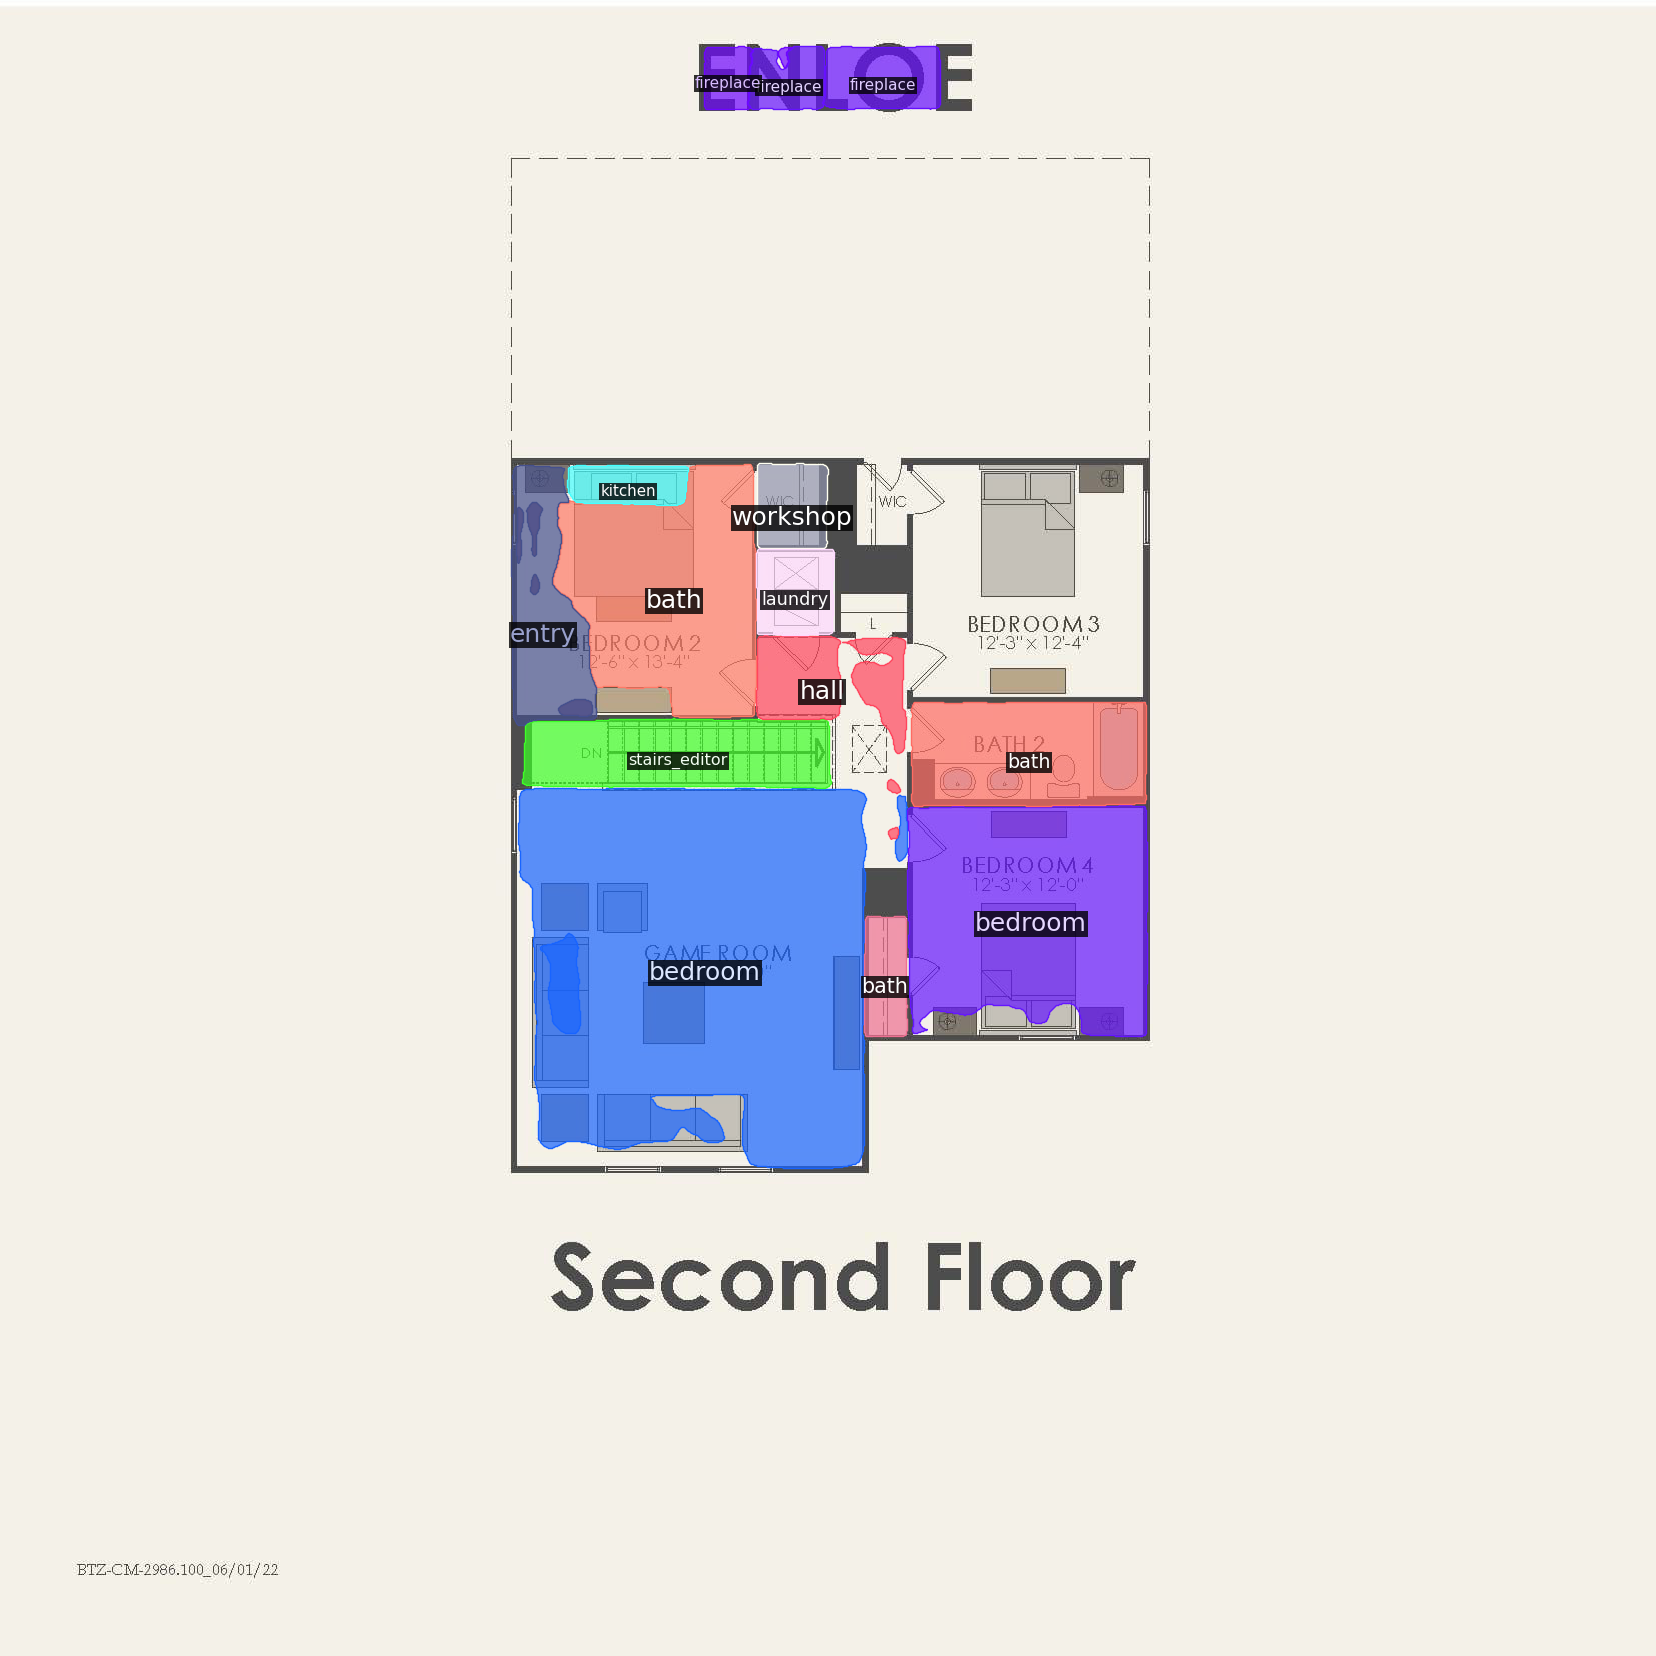 ENLOE
fireplace
fireplace
fireplace
kitchen
WIC
WIC
workshop
bath
laundry
L
BEDROOM 3
12'-3" x 12'-4"
entry
BEDROOM 2
12'-6" x 13'-4"
hall
DN
stairs_editor
BATH 2
bath
BEDROOM 4
12'-3" x 12'-0"
bedroom
GAME ROOM
bedroom
bath
Second Floor
BTZ-CM-2986.100_06/01/22